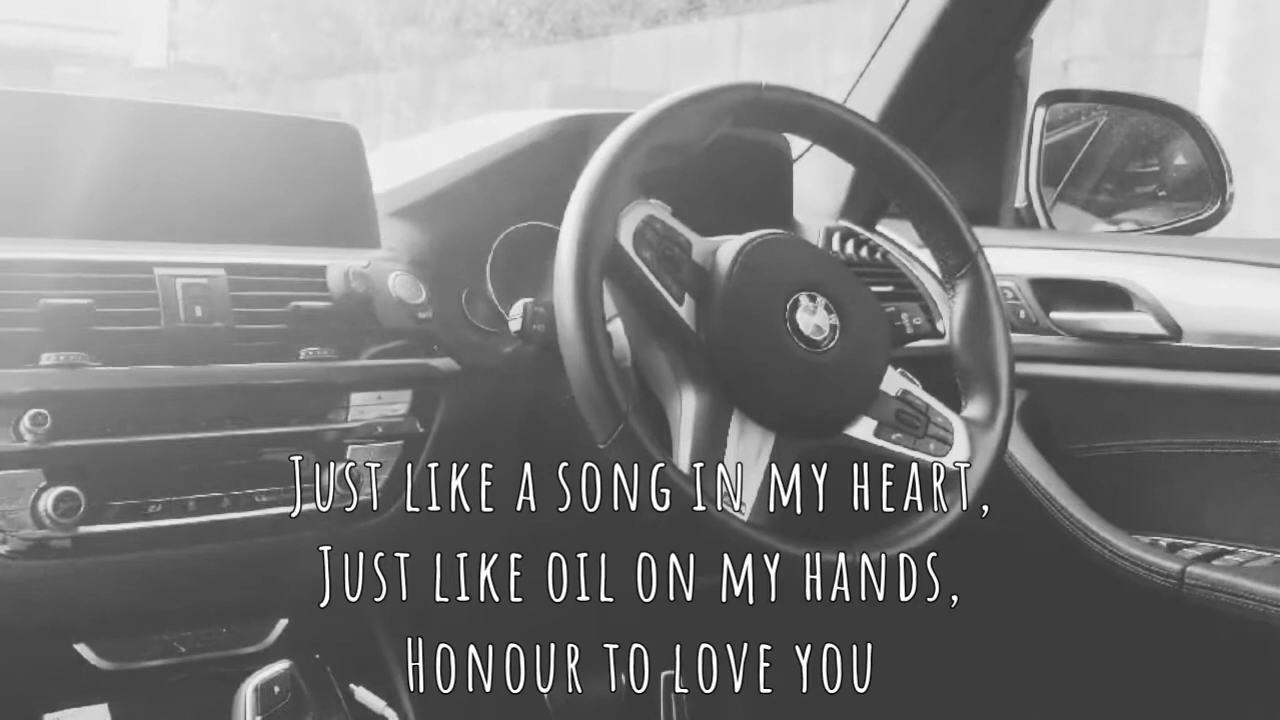 Just like a song in my heart,
Just like oil on my hands,
Honour to love you